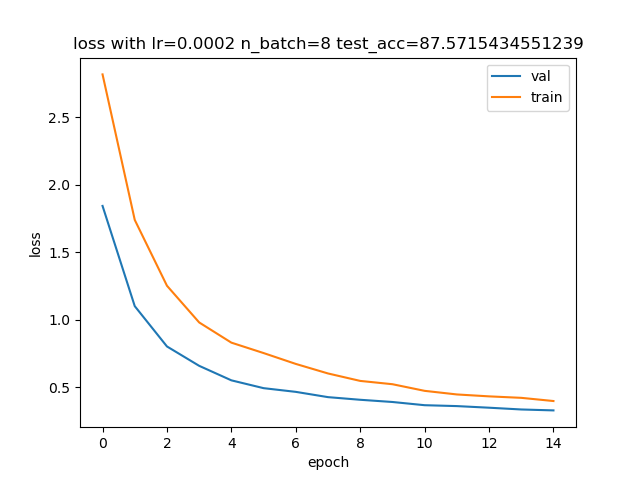 loss with lr=0.0002 n_batch=8 test_acc=87.5715434551239
val
train
2.5
2.0
1.5
1.0
0.5
loss
0 2 4 6 8 10 12 14
epoch